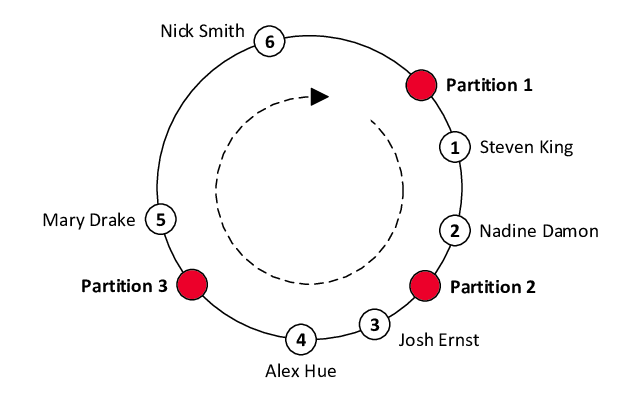 Nick Smith
6
Partition 1
1
Steven King
Mary Drake
5
2
Nadine Damon
Partition 3
Partition 2
3
Josh Ernst
4
Alex Hue